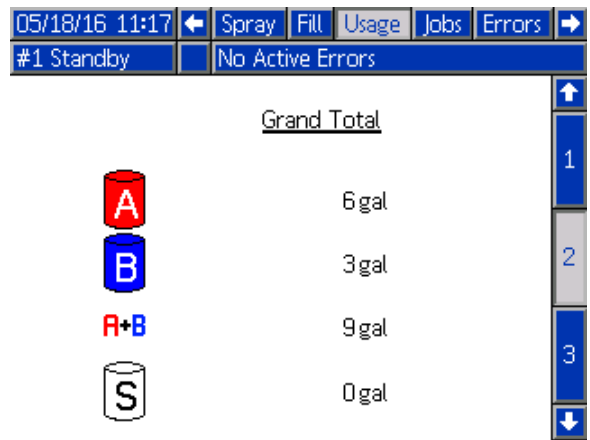 05/18/16 11:17 Spray Fill Usage Jobs Errors
#1 Standby No Active Errors
Grand Total
1
A 6 gal
B 3 gal
2
A+B 9 gal
3
S 0 gal